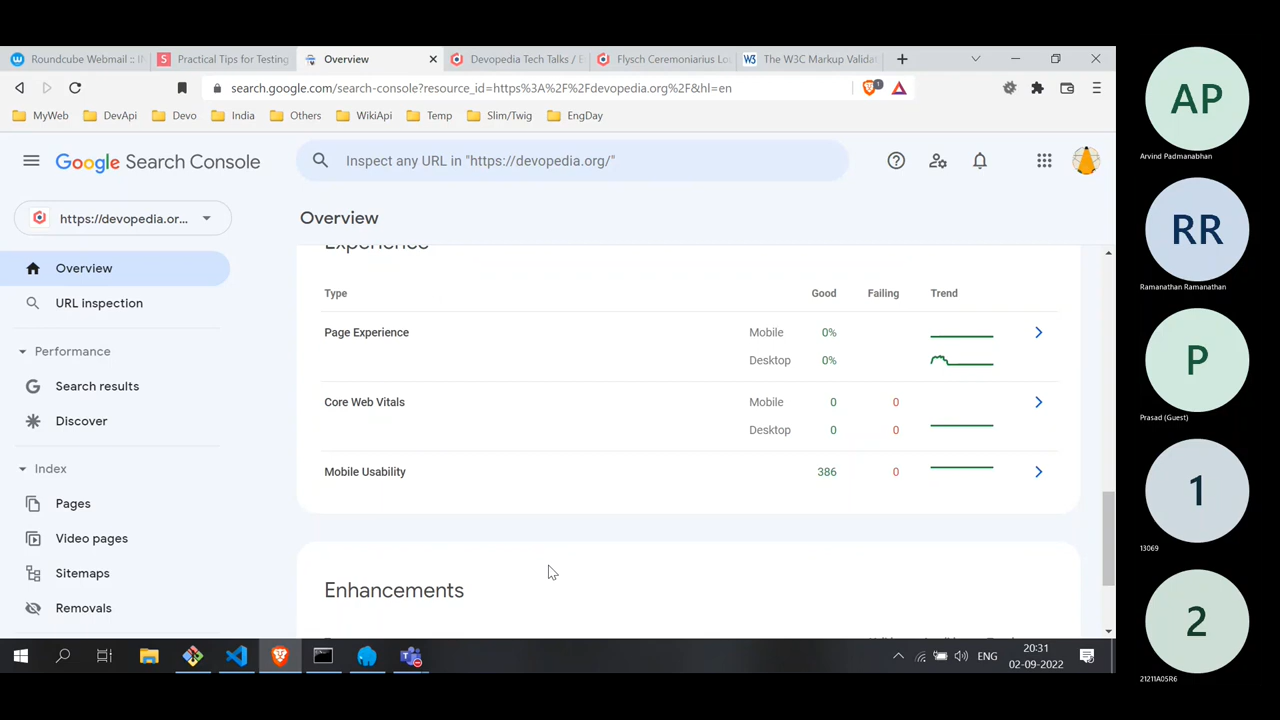 Roundcube Webmail ::
Practical Tips for Testing
Overview
Devopedia Tech Talks / E
Flysch Ceremoniarius Lo
The W3C Markup Valida
search.google.com/search-console?resource_id=https%3A%2F%2Fdevopedia.org%2F&hl=en
1
MyWeb
DevApi
Devo
India
Others
WikiApi
Temp
Slim/Twig
EngDay
Google Search Console
Inspect any URL in "https://devopedia.org/"
https://devopedia.or...
Overview
URL inspection
Performance
Search results
Discover
Index
Pages
Video pages
Sitemaps
Removals
Overview
Experience
Type Good Failing Trend
Page Experience Mobile 0%
Desktop 0%
Core Web Vitals Mobile 0 0
Desktop 0 0
Mobile Usability 386 0
Enhancements
ENG
20:31
02-09-2022
AP
Arvind Padmanabhan
RR
Ramanathan Ramanathan
P
Prasad (Guest)
1
13069
2
21211A05R6